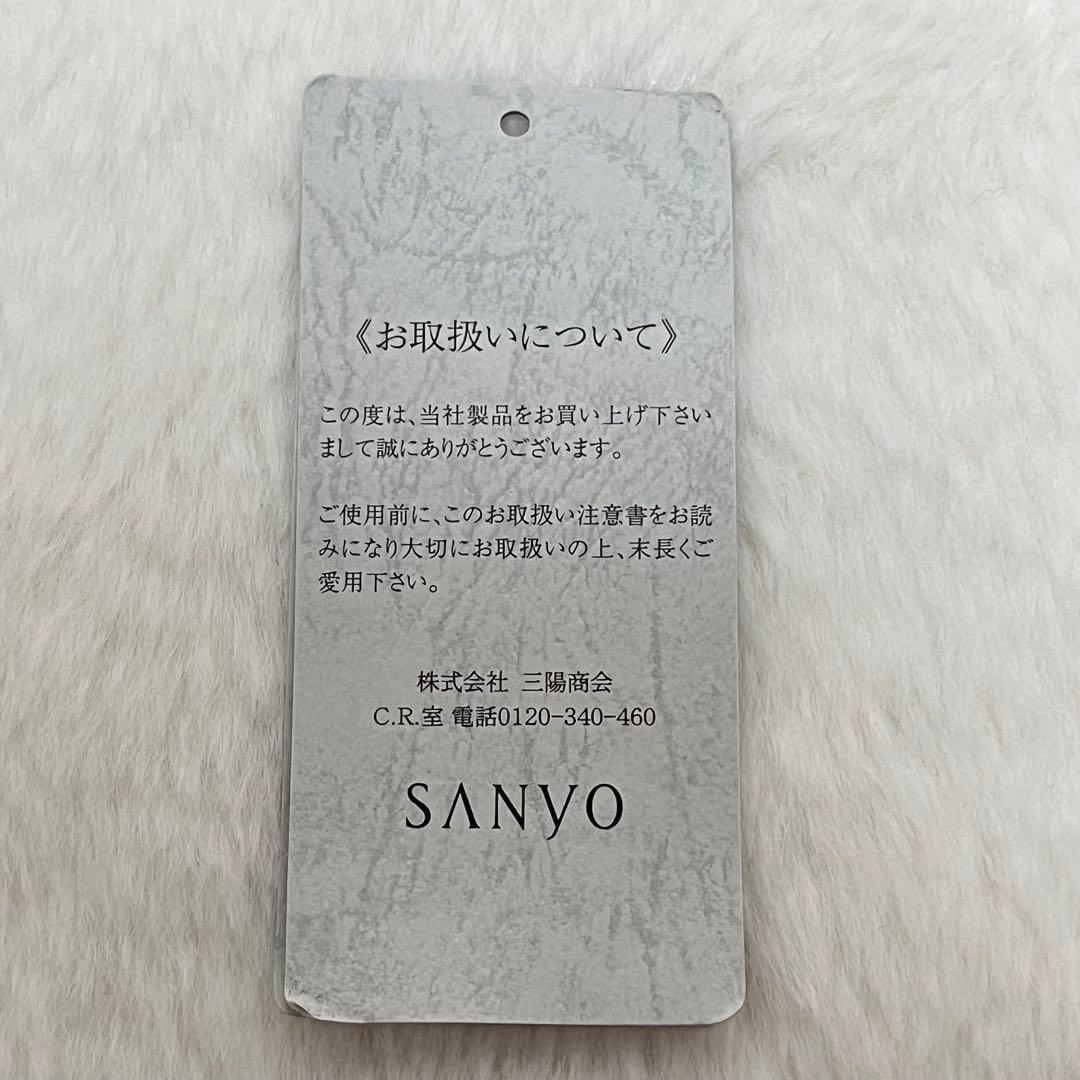 《お取扱いについて》
この度は、当社製品をお買い上げ下さい
まして誠にありがとうございます。
ご使用前に、このお取扱い注意書をお読
みになり大切にお取扱いの上、末長くご
愛用下さい。
株式会社 三陽商会
C.R.室 電話0120-340-460
SANYO